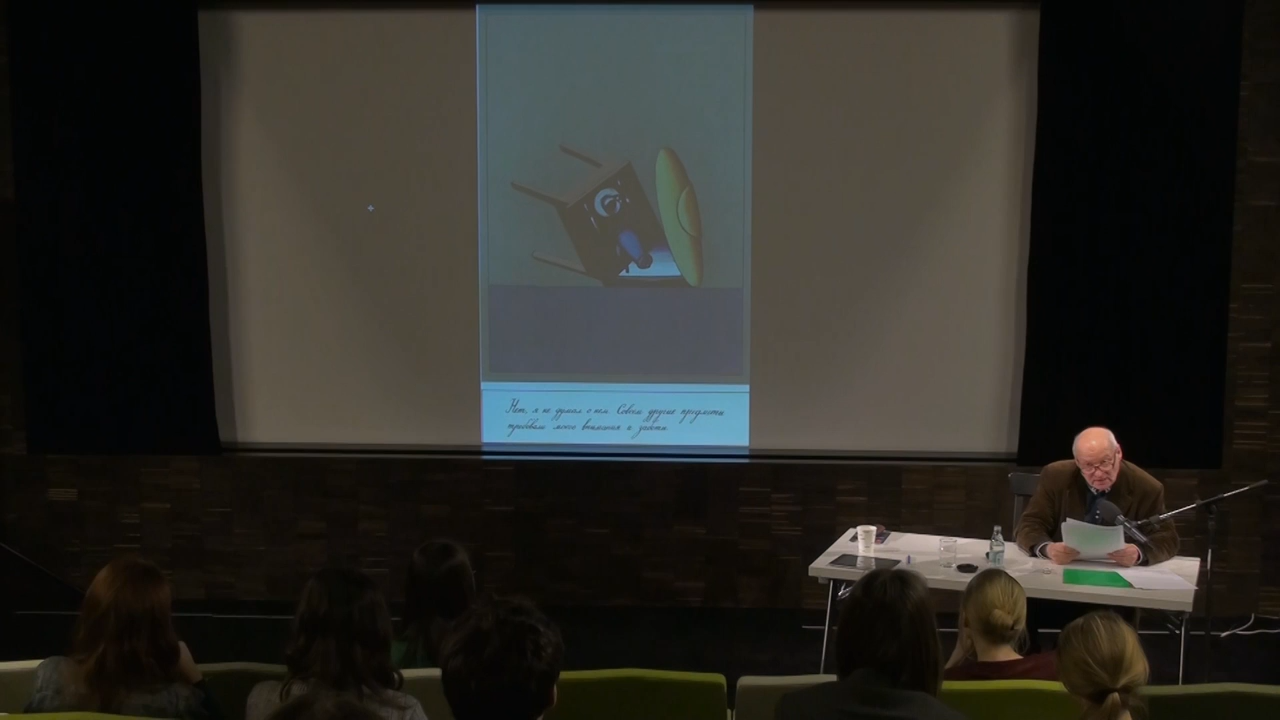 Нет, я не думал о нем. Совсем другие предметы
требовали моего внимания и заботы